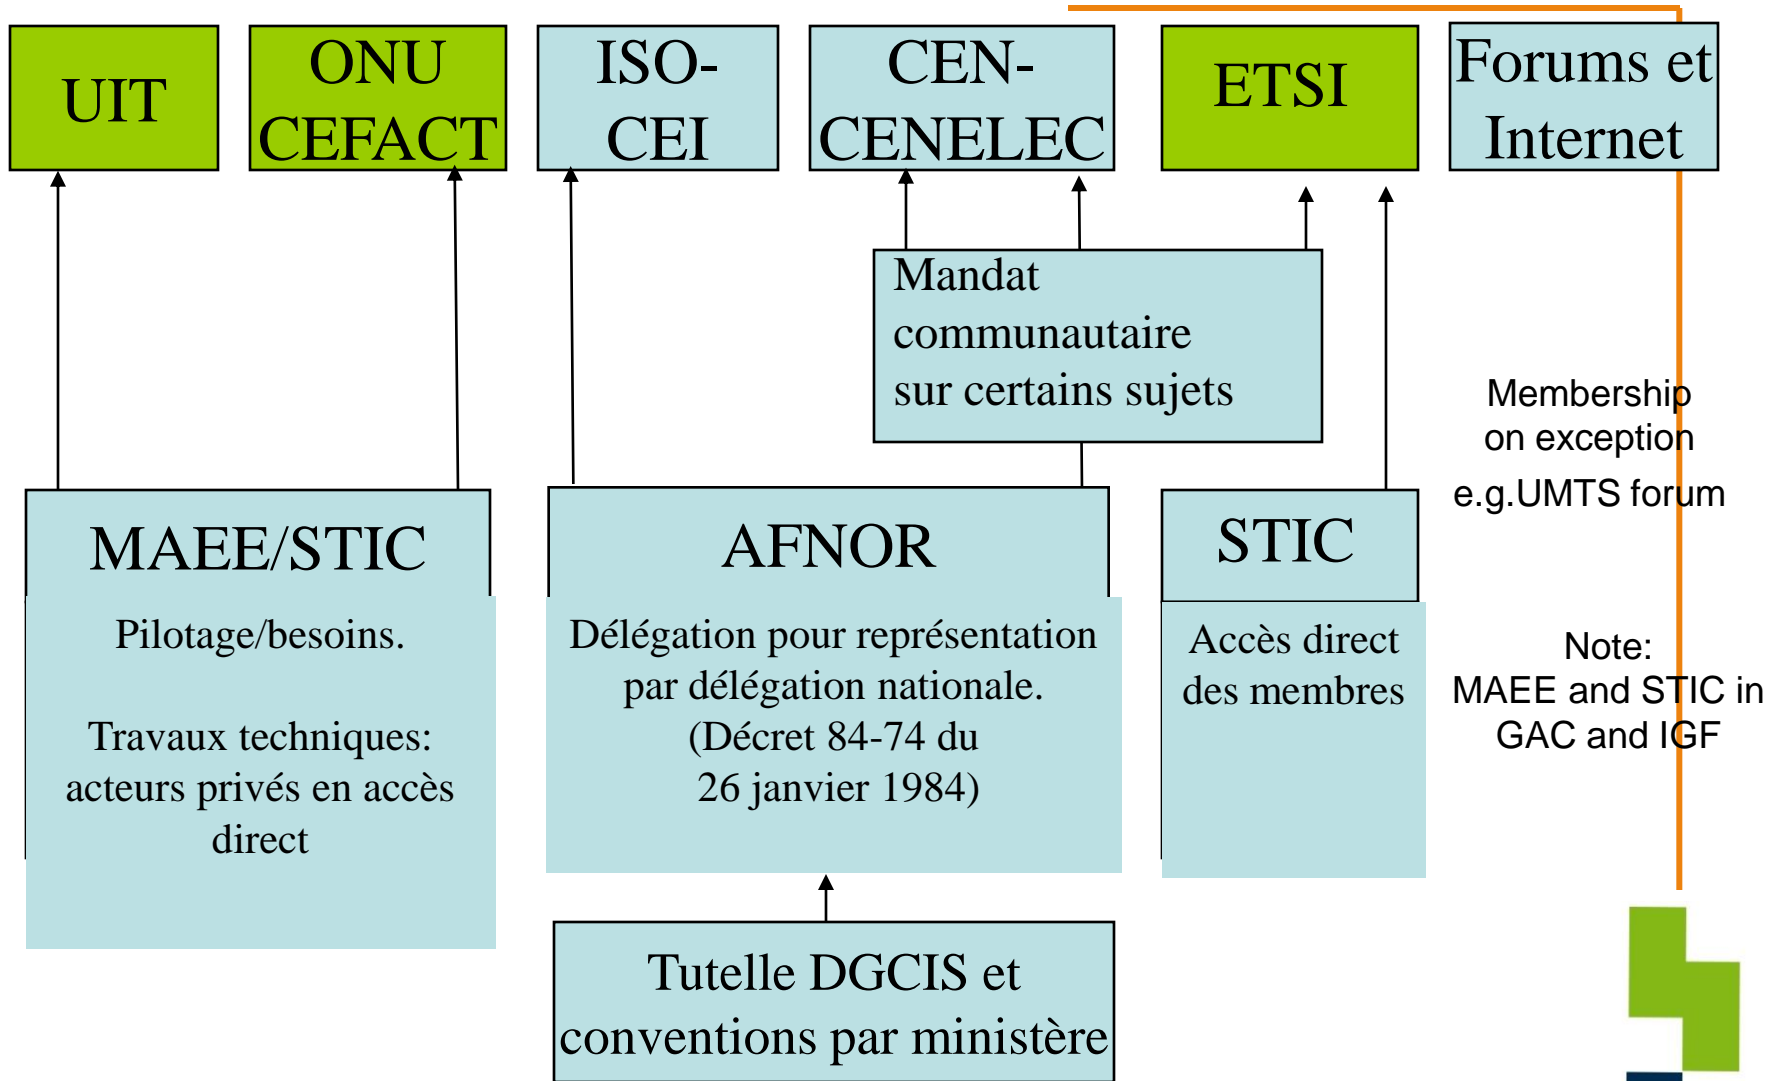 UIT
ONU
CEFACT
ISO-
CEI
CEN-
CENELEC
ETSI
Forums et
Internet
Mandat
communautaire
sur certains sujets
Membership
on exception
e.g.UMTS forum
MAEE/STIC
Pilotage/besoins.
Travaux techniques:
acteurs privés en accès
direct
AFNOR
Délégation pour représentation
par délégation nationale.
(Décret 84-74 du
26 janvier 1984)
STIC
Accès direct
des membres
Note:
MAEE and STIC in
GAC and IGF
Tutelle DGCIS et
conventions par ministère